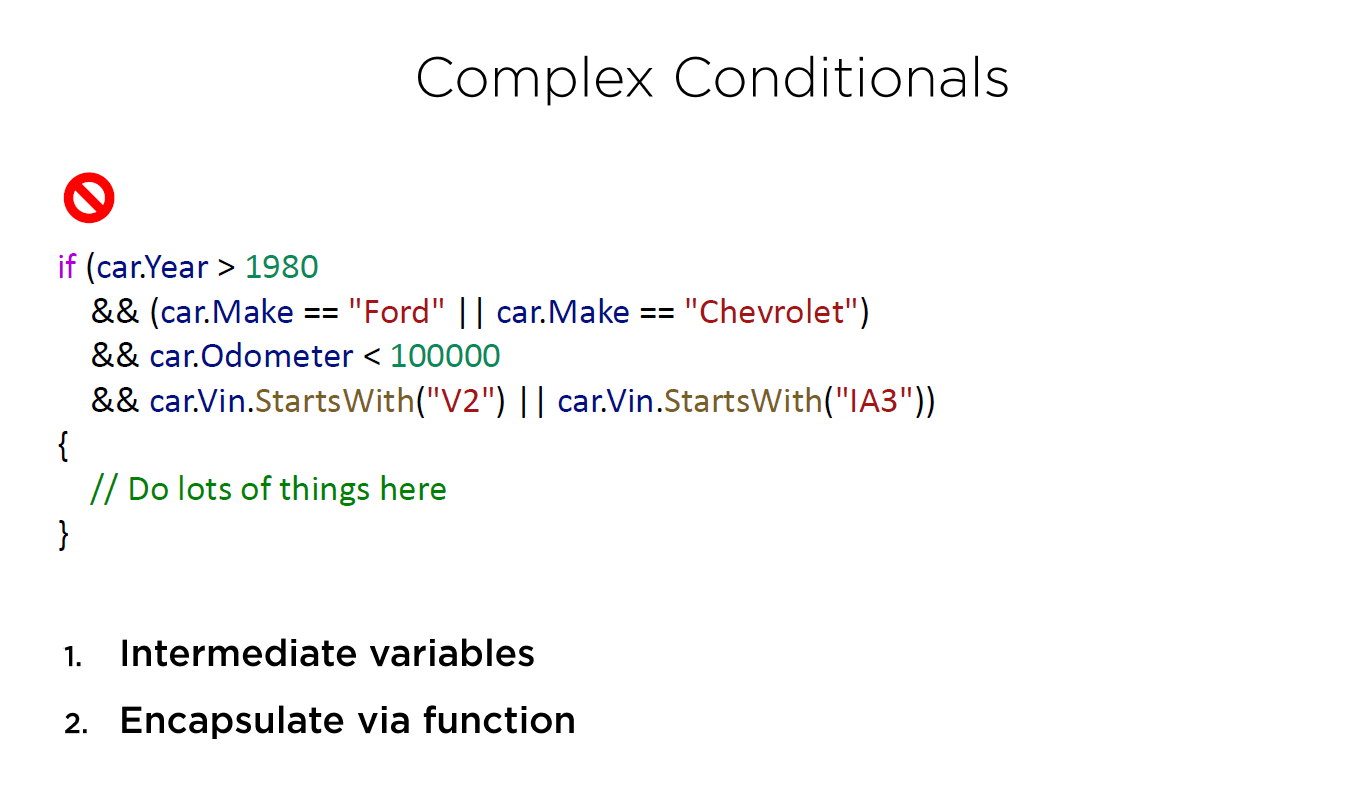 Complex Conditionals
if (car.Year > 1980
&& (car.Make == "Ford" || car.Make == "Chevrolet")
&& car.Odometer < 100000
&& car.Vin.StartsWith("V2") || car.Vin.StartsWith("IA3"))
{
// Do lots of things here
}
1. Intermediate variables
2. Encapsulate via function